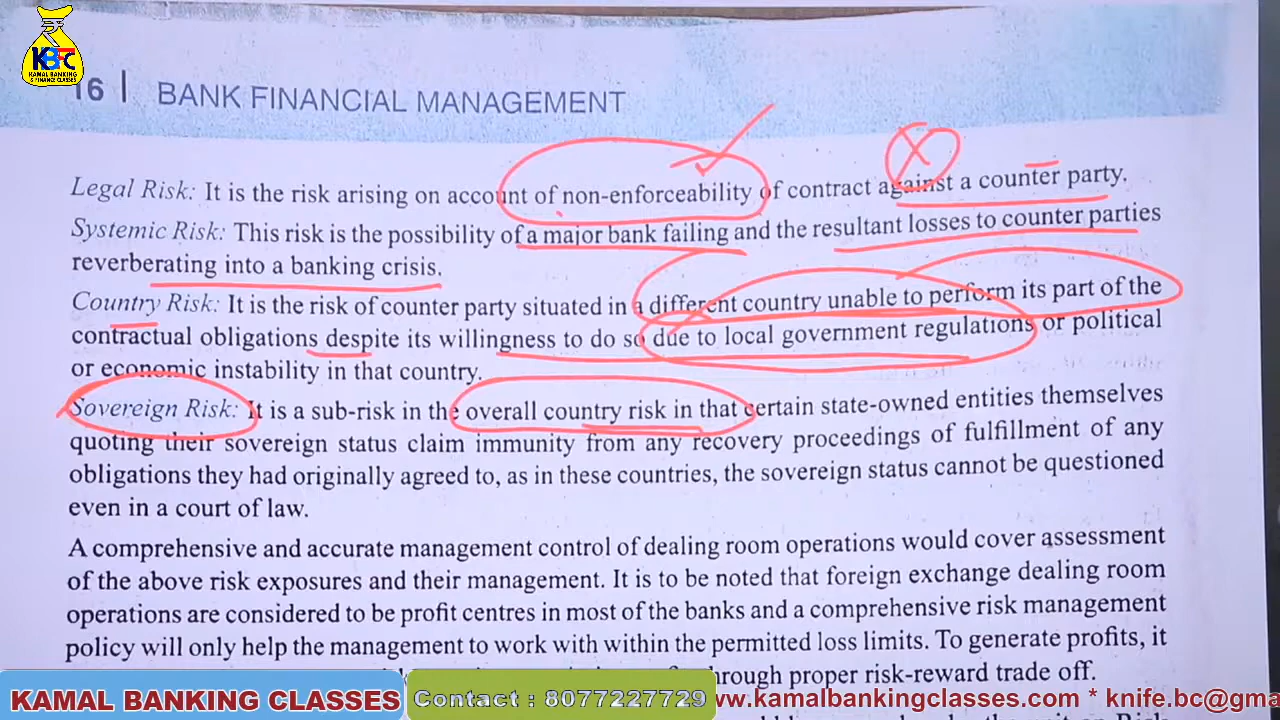 KBFC
KAMAL BANKING
& FINANCE CLASSES
16 | BANK FINANCIAL MANAGEMENT
Legal Risk: It is the risk arising on account of non-enforceability of contract against a counter party.
Systemic Risk: This risk is the possibility of a major bank failing and the resultant losses to counter parties
reverberating into a banking crisis.
Country Risk: It is the risk of counter party situated in a different country unable to perform its part of the
contractual obligations despite its willingness to do so due to local government regulations or political
or economic instability in that country.
Sovereign Risk: It is a sub-risk in the overall country risk in that certain state-owned entities themselves
quoting their sovereign status claim immunity from any recovery proceedings of fulfillment of any
obligations they had originally agreed to, as in these countries, the sovereign status cannot be questioned
even in a court of law.
A comprehensive and accurate management control of dealing room operations would cover assessment
of the above risk exposures and their management. It is to be noted that foreign exchange dealing room
operations are considered to be profit centres in most of the banks and a comprehensive risk management
policy will only help the management to work with within the permitted loss limits. To generate profits, it
through proper risk-reward trade off.
KAMAL BANKING CLASSES Contact : 8077227729 www.kamalbankingclasses.com * knife.bc@gma